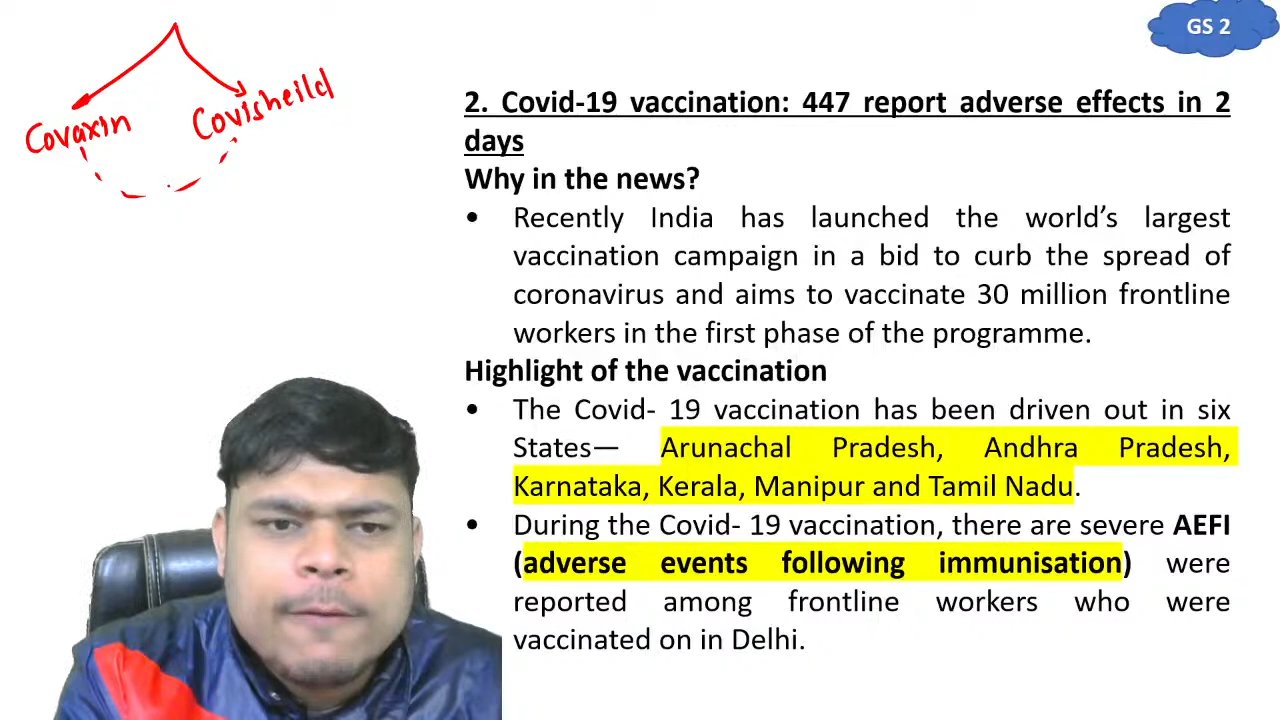 GS 2
Covaxin
Covisheild
2. Covid-19 vaccination: 447 report adverse effects in 2
days
Why in the news?
• Recently India has launched the world’s largest
vaccination campaign in a bid to curb the spread of
coronavirus and aims to vaccinate 30 million frontline
workers in the first phase of the programme.
Highlight of the vaccination
• The Covid- 19 vaccination has been driven out in six
States— Arunachal Pradesh, Andhra Pradesh,
Karnataka, Kerala, Manipur and Tamil Nadu.
• During the Covid- 19 vaccination, there are severe AEFI
(adverse events following immunisation) were
reported among frontline workers who were
vaccinated on in Delhi.